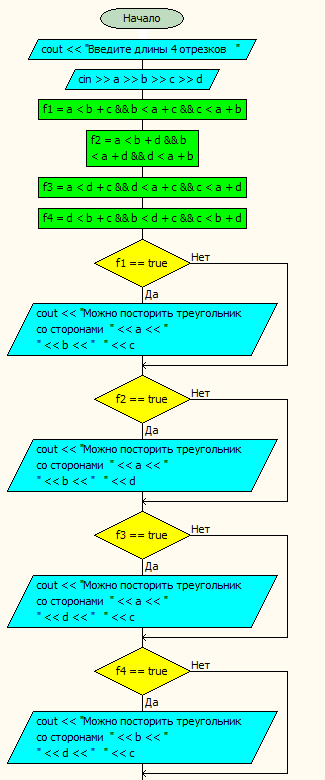 Начало
cout << "Введите длины 4 отрезков   "
cin >> a >> b >> c >> d
f1 = a < b + c && b < a + c && c < a + b
f2 = a < b + d && b
< a + d && d < a + b
f3 = a < d + c && d < a + c && c < a + d
f4 = d < b + c && b < d + c && c < b + d
f1 == true
Нет
Да
cout << "Можно посторить треугольник
со сторонами  " << a << "
" << b << "   " << c
f2 == true
Нет
Да
cout << "Можно посторить треугольник
со сторонами  " << a << "
" << b << "   " << d
f3 == true
Нет
Да
cout << "Можно посторить треугольник
со сторонами  " << a << "
" << d << "   " << c
f4 == true
Нет
Да
cout << "Можно посторить треугольник
со сторонами  " << b << "
" << d << "   " << c